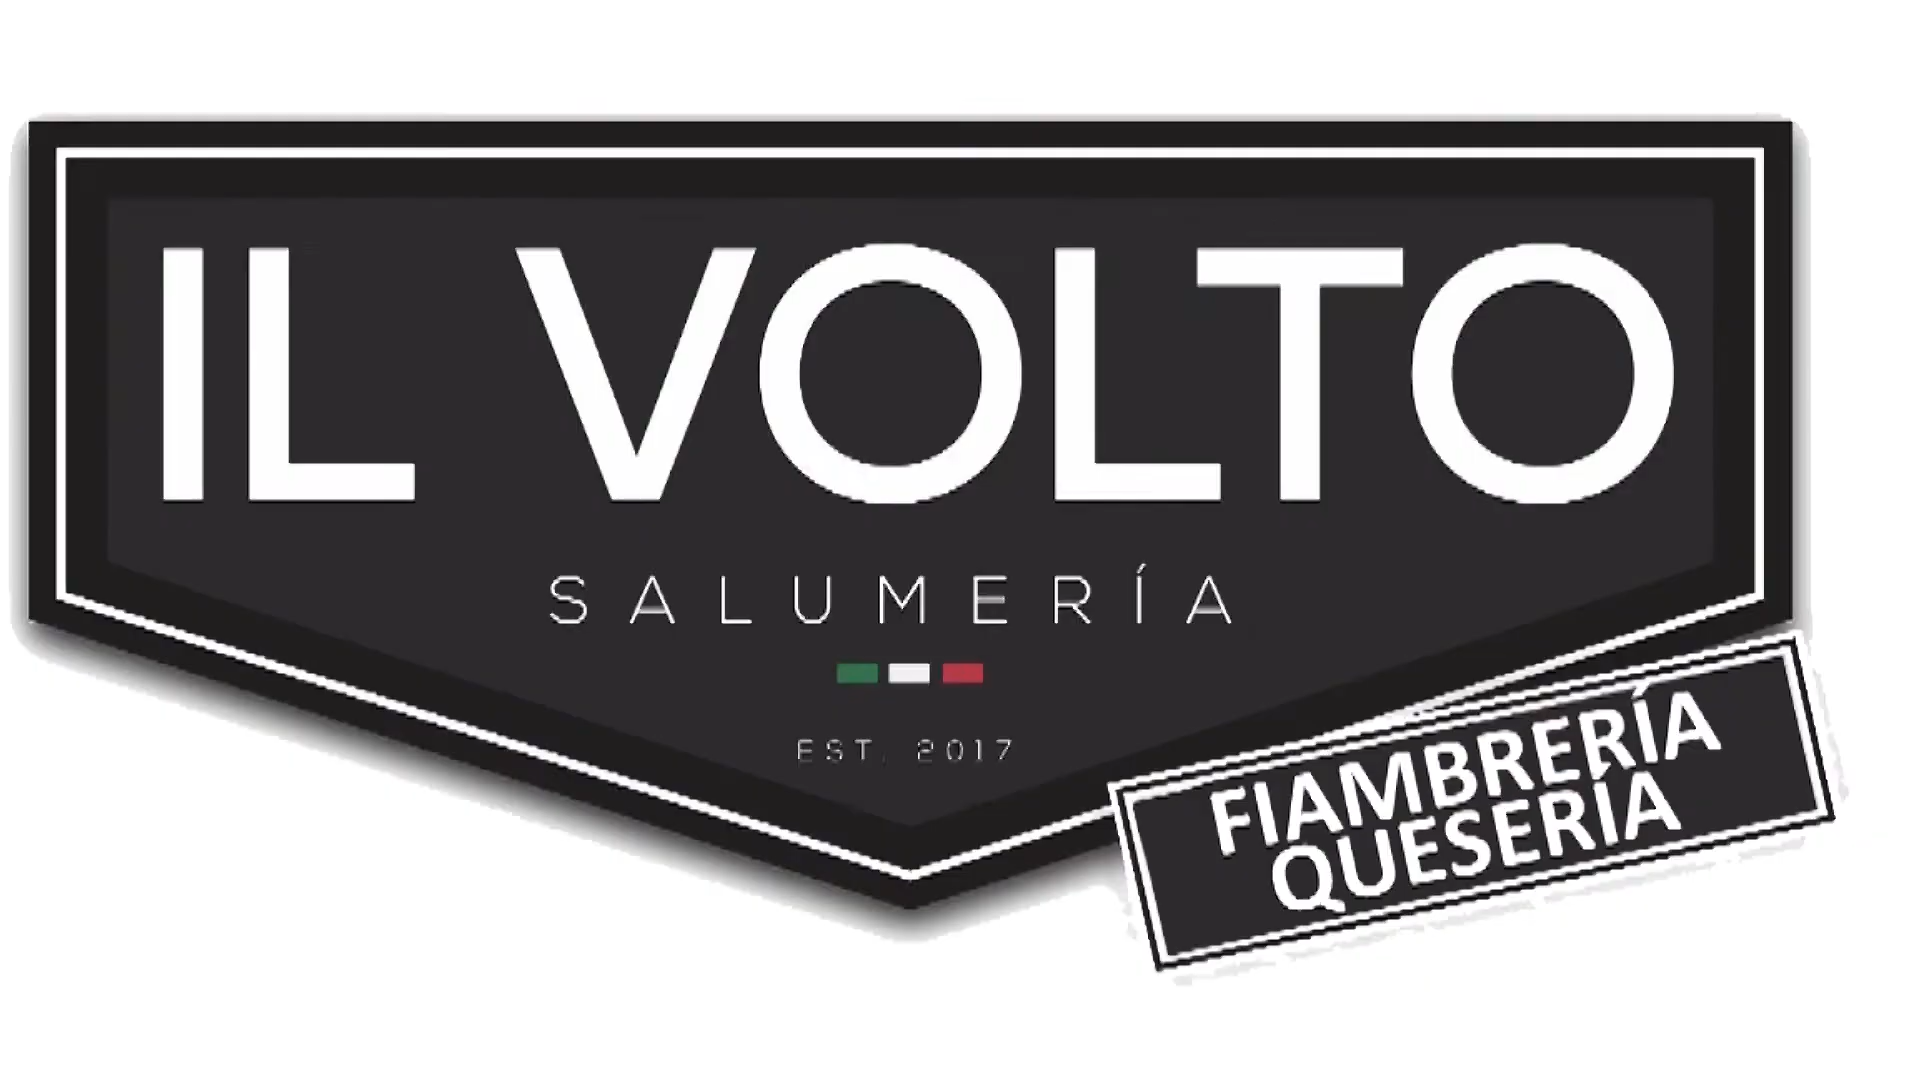 IL VOLTO
SALUMERÍA
EST. 2017
FIAMBRERÍA
QUESERÍA